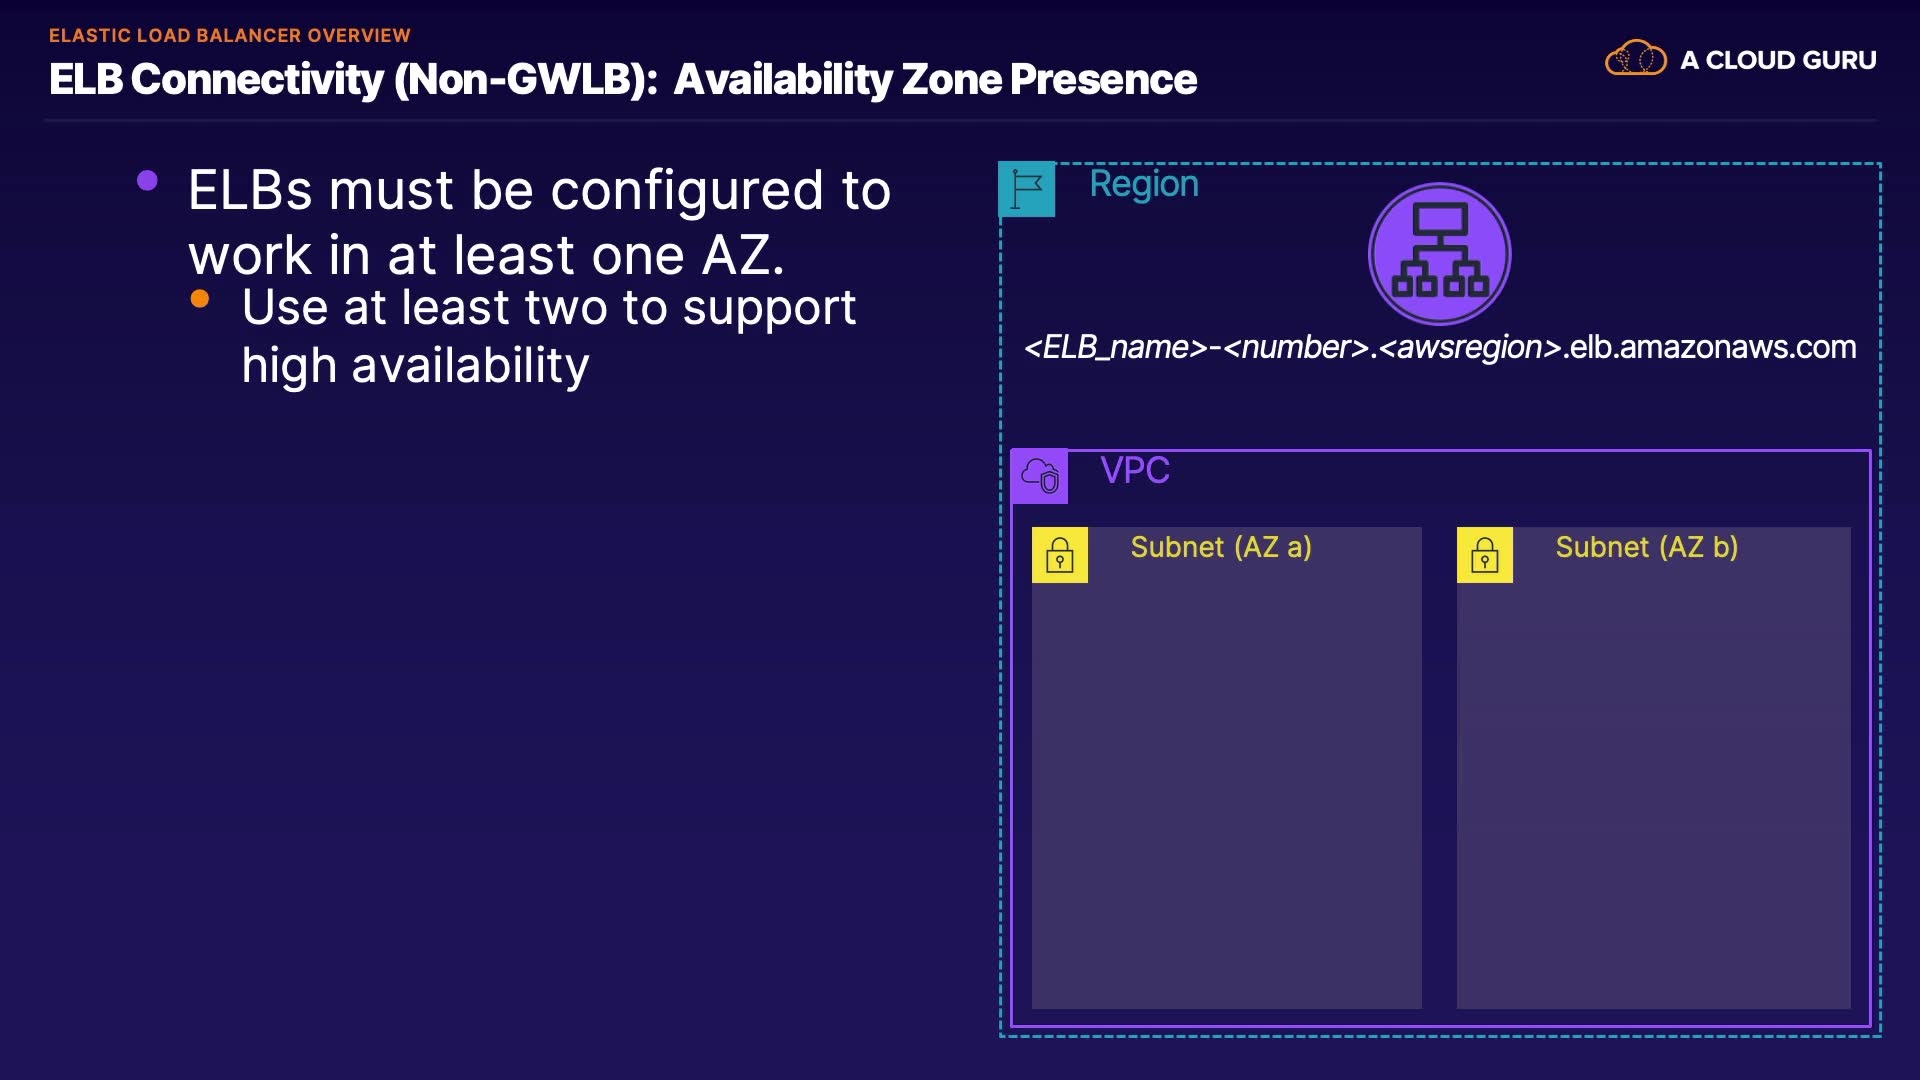 ELASTIC LOAD BALANCER OVERVIEW
ELB Connectivity (Non-GWLB): Availability Zone Presence
A CLOUD GURU
ELBs must be configured to
work in at least one AZ.
Use at least two to support
high availability
Region
<ELB_name>-<number>.<awsregion>.elb.amazonaws.com
VPC
Subnet (AZ a)
Subnet (AZ b)